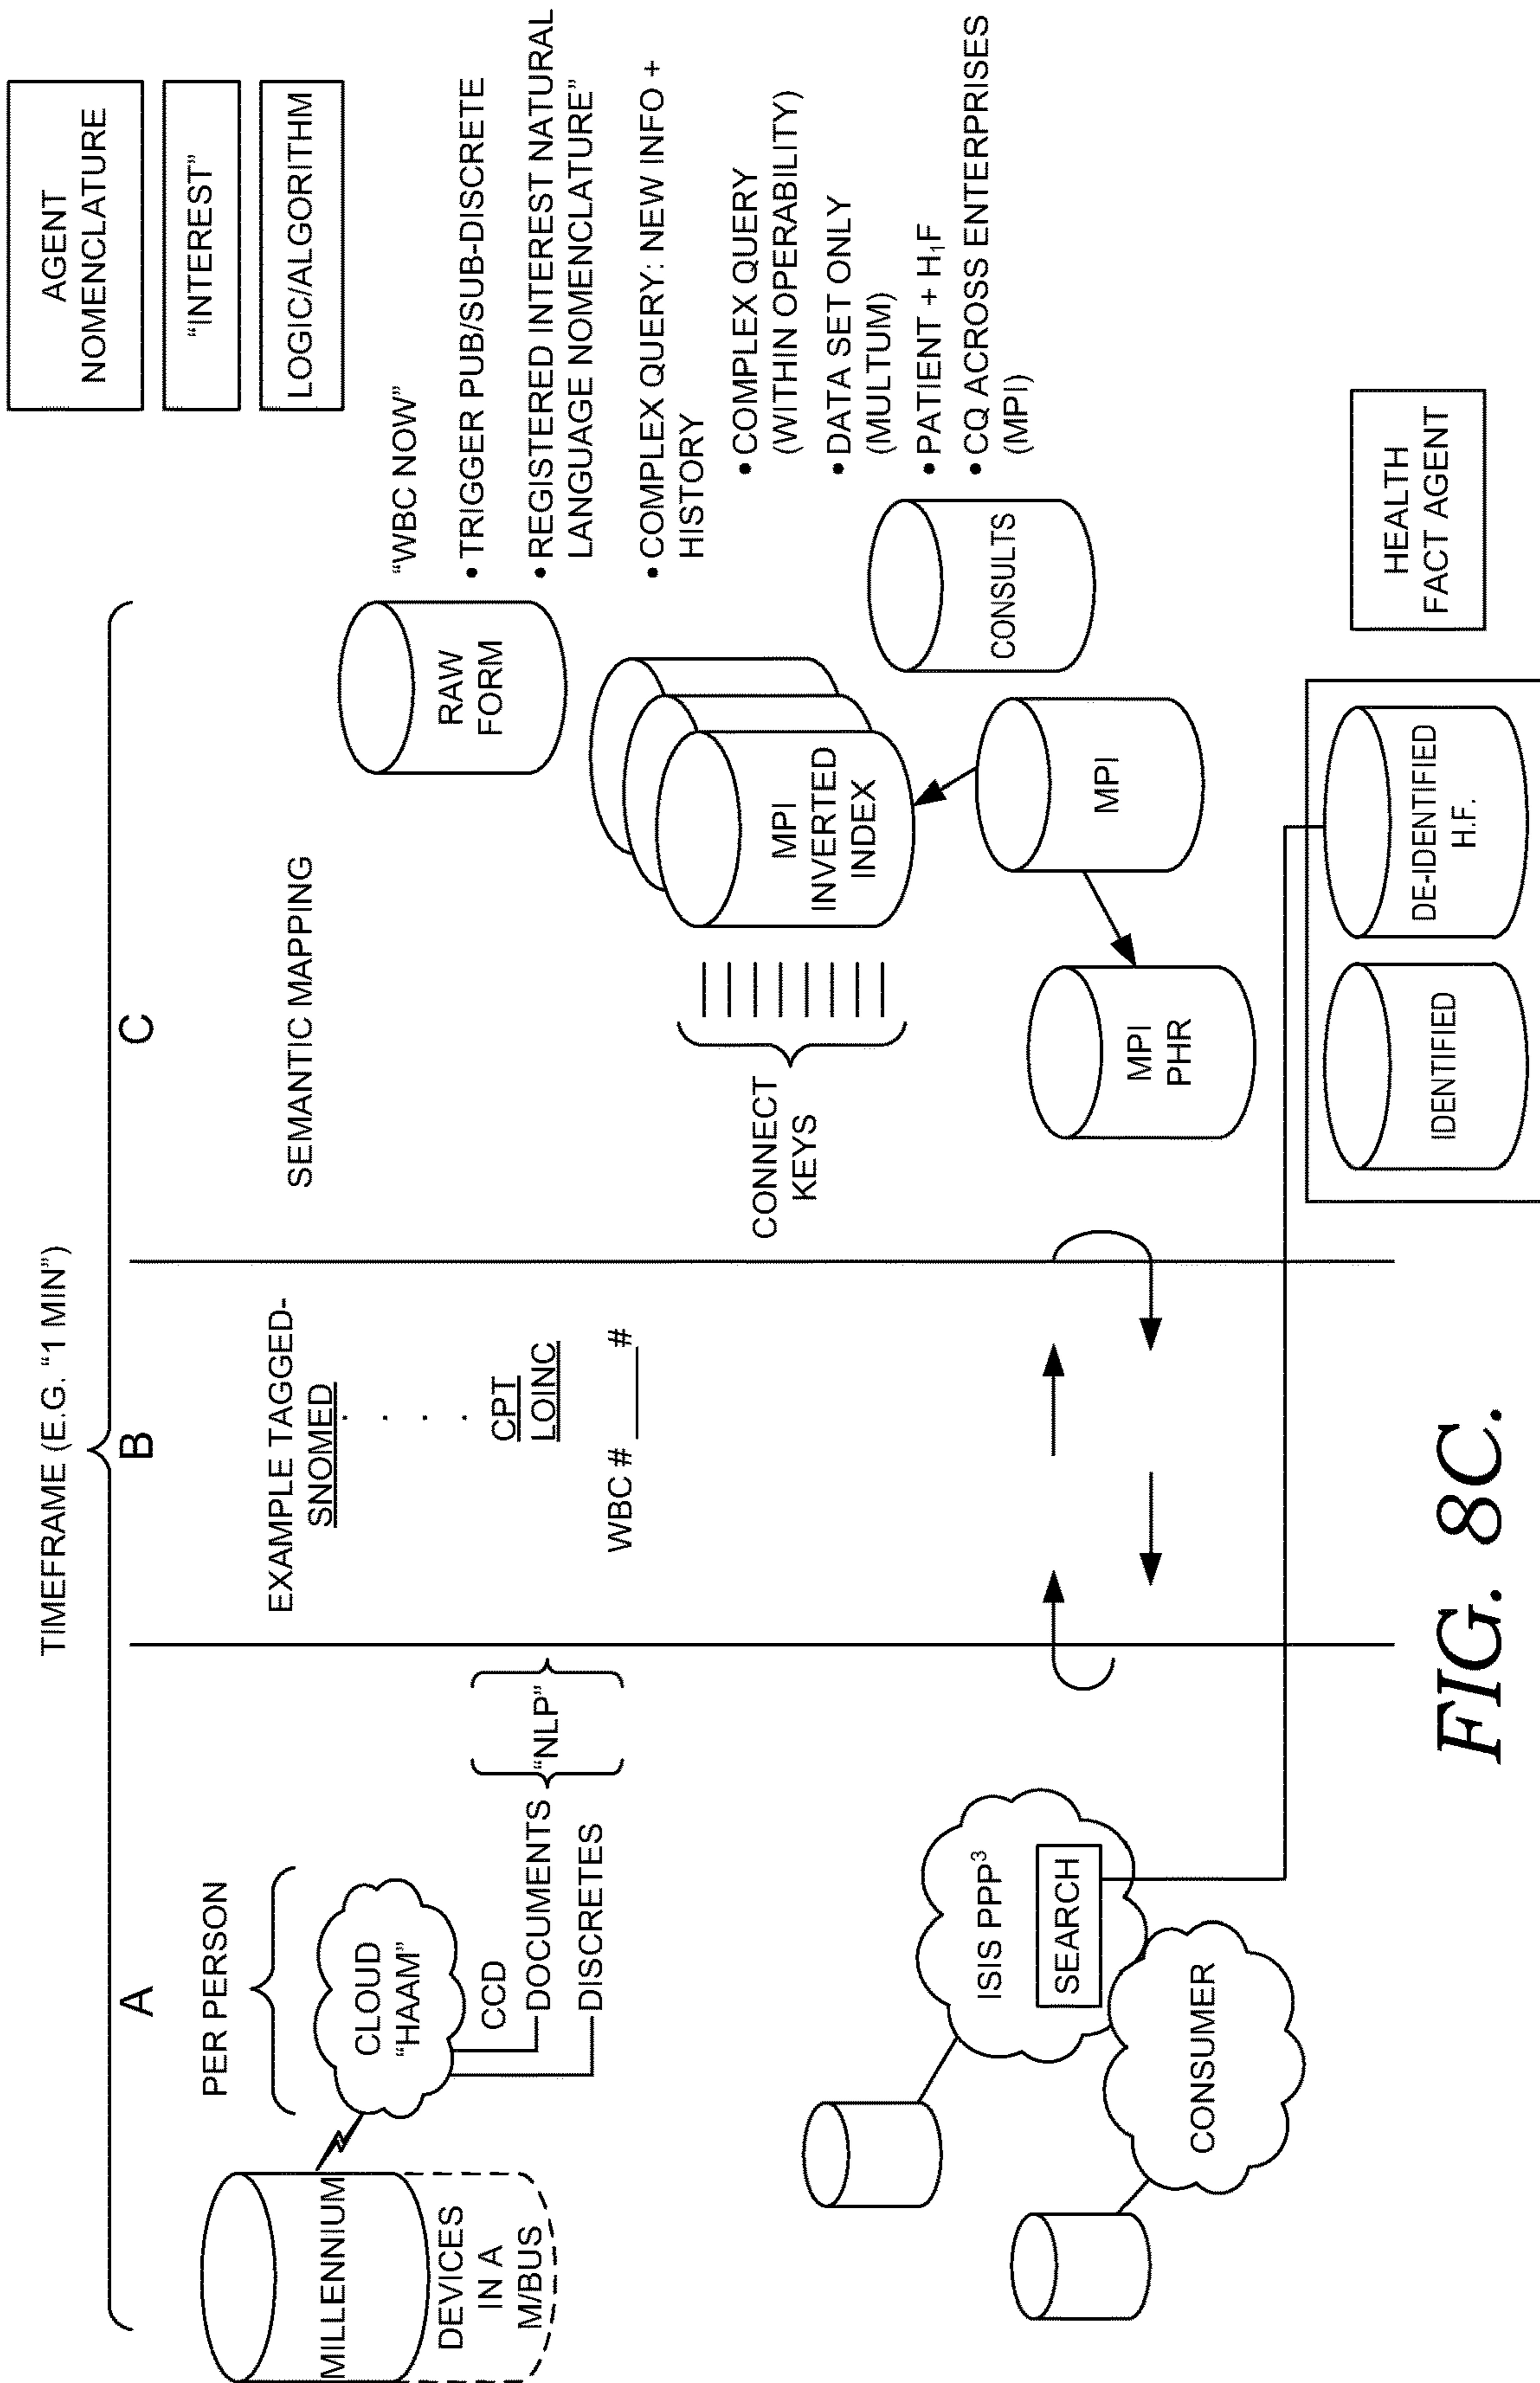 TIMEFRAME (E.G. “1 MIN”)
A
B
C
AGENT
NOMENCLATURE
“INTEREST”
LOGIC/ALGORITHM
PER PERSON
MILLENNIUM
DEVICES
IN A
M/BUS
CLOUD
“HAAM”
CCD
DOCUMENTS
DISCRETES
“NLP”
EXAMPLE TAGGED-
SNOMED
. . . .
CPT
LOINC
WBC # ____ #
SEMANTIC MAPPING
RAW
FORM
CONNECT
KEYS
MPI
INVERTED
INDEX
MPI
MPI
PHR
CONSULTS
“WBC NOW”
• TRIGGER PUB/SUB-DISCRETE
• REGISTERED INTEREST NATURAL
LANGUAGE NOMENCLATURE”
• COMPLEX QUERY: NEW INFO +
HISTORY
• COMPLEX QUERY
(WITHIN OPERABILITY)
• DATA SET ONLY
(MULTUM)
• PATIENT + H₁F
• CQ ACROSS ENTERPRISES
(MPI)
ISIS PPP³
SEARCH
CONSUMER
IDENTIFIED
DE-IDENTIFIED
H.F.
HEALTH
FACT AGENT
FIG. 8C.